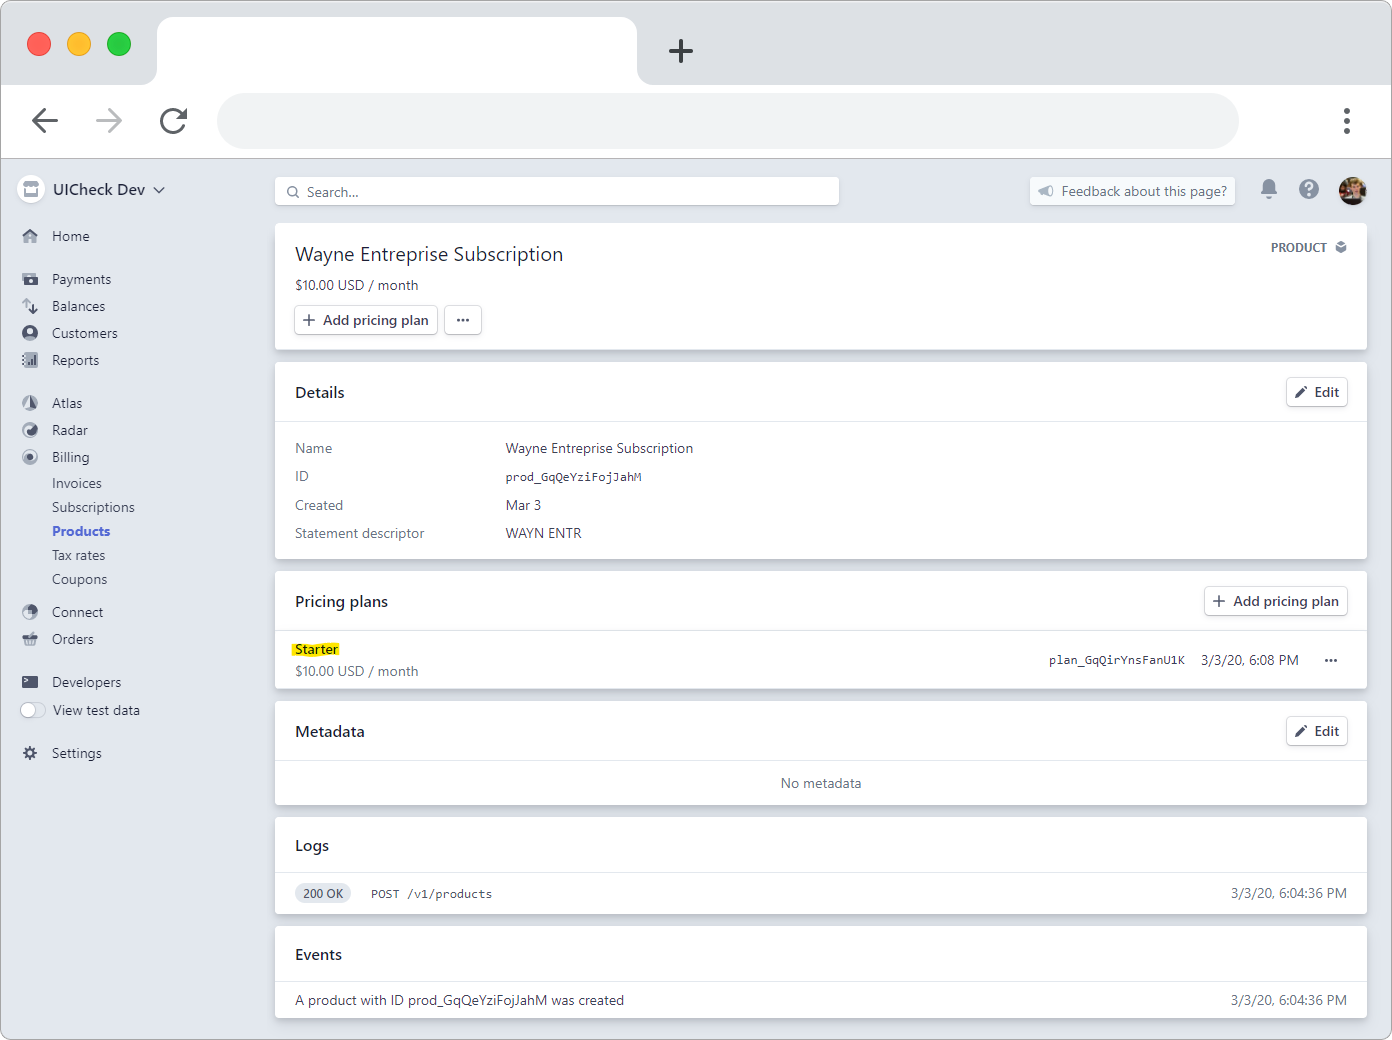 UICheck Dev
Search...
Feedback about this page?
Home
Payments
Balances
Customers
Reports
Atlas
Radar
Billing
Invoices
Subscriptions
Products
Tax rates
Coupons
Connect
Orders
Developers
View test data
Settings
Wayne Entreprise Subscription
PRODUCT
$10.00 USD / month
Add pricing plan
Details
Edit
Name Wayne Entreprise Subscription
ID prod_GqQeYziFojJahM
Created Mar 3
Statement descriptor WAYN ENTR
Pricing plans
Add pricing plan
Starter
$10.00 USD / month
plan_GqQirYnsFanU1K 3/3/20, 6:08 PM
Metadata
Edit
No metadata
Logs
200 OK POST /v1/products 3/3/20, 6:04:36 PM
Events
A product with ID prod_GqQeYziFojJahM was created 3/3/20, 6:04:36 PM